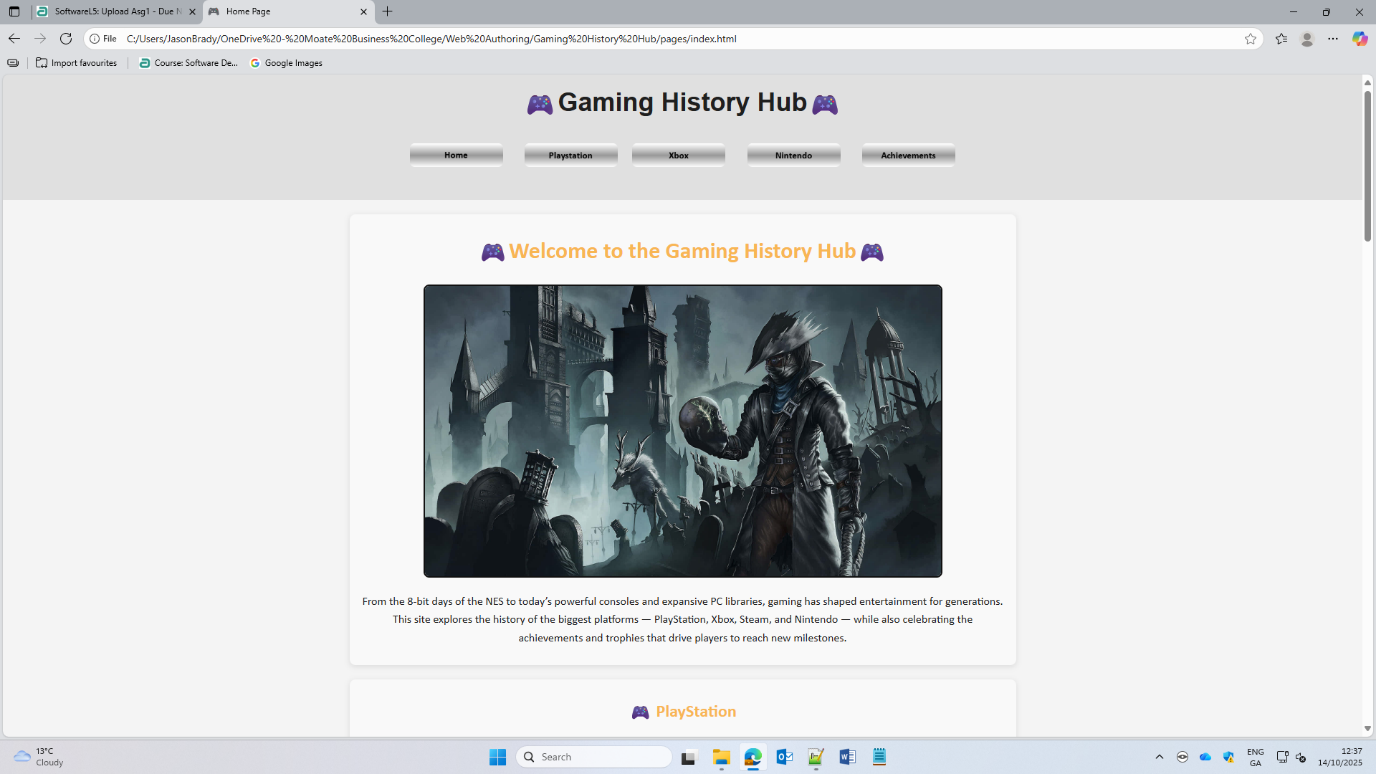 SoftwareL5: Upload Asg1 - Due N
Home Page
File
C:/Users/JasonBrady/OneDrive%20-%20Moate%20Business%20College/Web%20Authoring/Gaming%20History%20Hub/pages/index.html
Import favourites
Course: Software De...
Google Images
Gaming History Hub
Home
Playstation
Xbox
Nintendo
Achievements
Welcome to the Gaming History Hub
From the 8-bit days of the NES to today’s powerful consoles and expansive PC libraries, gaming has shaped entertainment for generations.
This site explores the history of the biggest platforms — PlayStation, Xbox, Steam, and Nintendo — while also celebrating the
achievements and trophies that drive players to reach new milestones.
PlayStation
13°C
Cloudy
Search
ENG
GA
12:37
14/10/2025